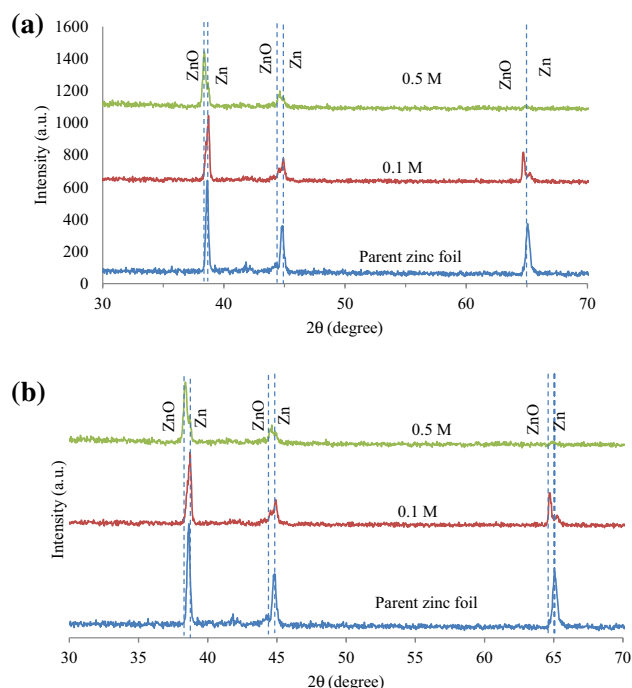 (a)
1600
1400
1200
1000
800
600
400
200
0
Intensity (a.u.)
ZnO
Zn
ZnO
Zn
ZnO
Zn
0.5 M
0.1 M
Parent zinc foil
30 40 50 60 70
2θ (degree)
(b)
Intensity (a.u.)
ZnO
Zn
ZnO
Zn
ZnO
Zn
0.5 M
0.1 M
Parent zinc foil
30 35 40 45 50 55 60 65 70
2θ (degree)